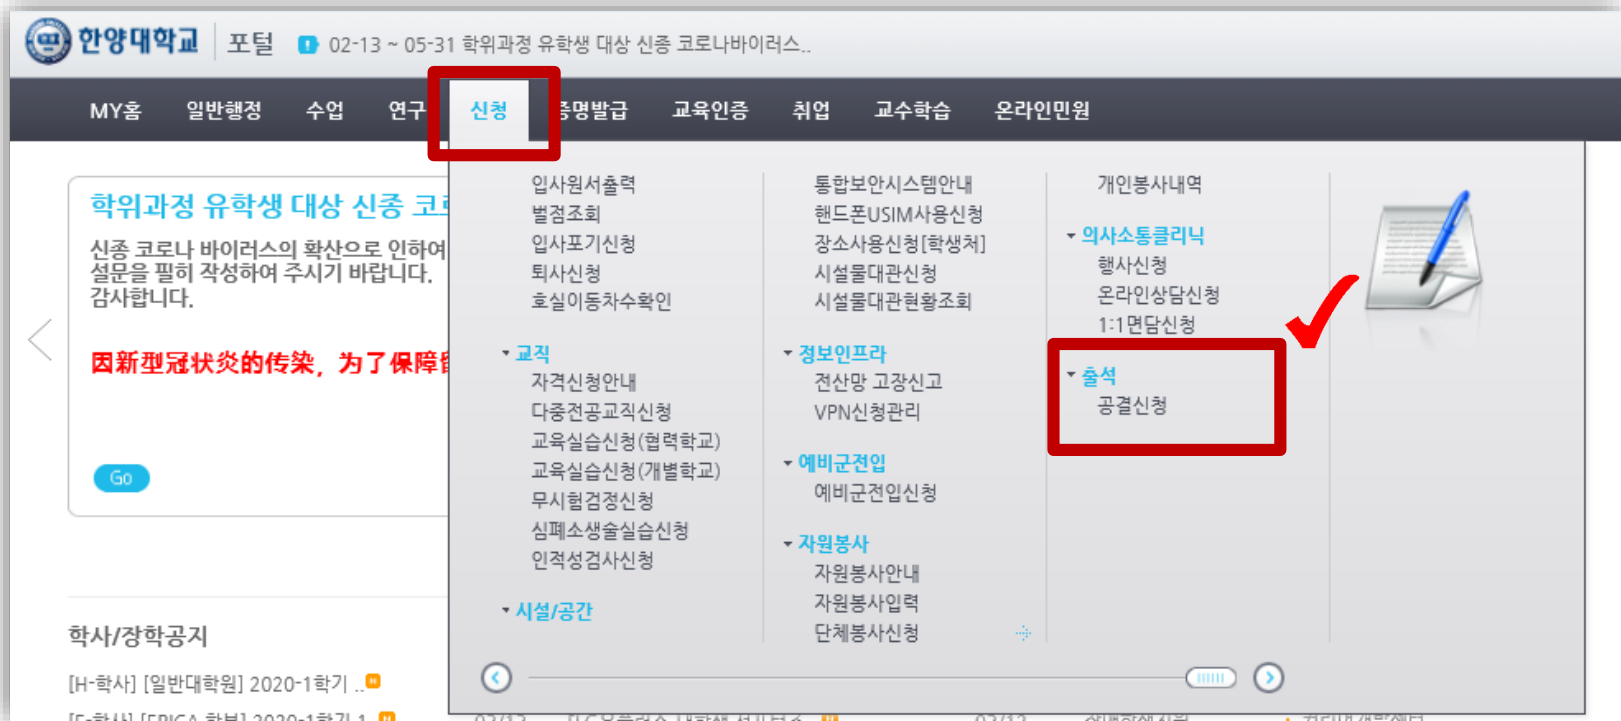 한양대학교 포털 02-13 ~ 05-31 학위과정 유학생 대상 신종 코로나바이러스..
MY홈 일반행정 수업 연구 신청 증명발급 교육인증 취업 교수학습 온라인민원
학위과정 유학생 대상 신종 코로
신종 코로나 바이러스의 확산으로 인하여
설문을 필히 작성하여 주시기 바랍니다.
감사합니다.
因新型冠状炎的传染, 为了保障
Go
입사원서출력
벌점조회
입사포기신청
퇴사신청
호실이동차수확인
교직
자격신청안내
다중전공교직신청
교육실습신청(협력학교)
교육실습신청(개별학교)
무시험검정신청
심폐소생술실습신청
인적성검사신청
시설/공간
통합보안시스템안내
핸드폰USIM사용신청
장소사용신청[학생처]
시설물대관신청
시설물대관현황조회
정보인프라
전산망 고장신고
VPN신청관리
예비군전입
예비군전입신청
자원봉사
자원봉사안내
자원봉사입력
단체봉사신청
개인봉사내역
의사소통클리닉
행사신청
온라인상담신청
1:1면담신청
출석
공결신청
학사/장학공지
[H-학사] [일반대학원] 2020-1학기 ..